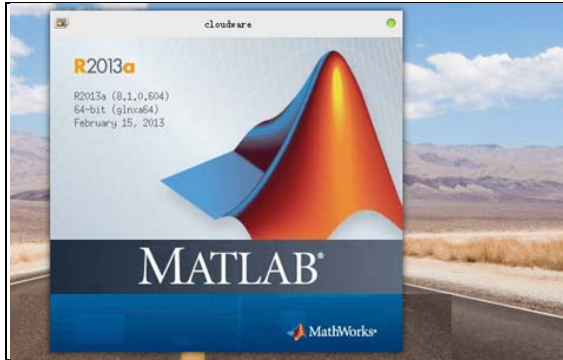 cloudware
R2013a
R2013a (8.1.0.604)
64-bit (glnxa64)
February 15, 2013
MATLAB®
MathWorks®